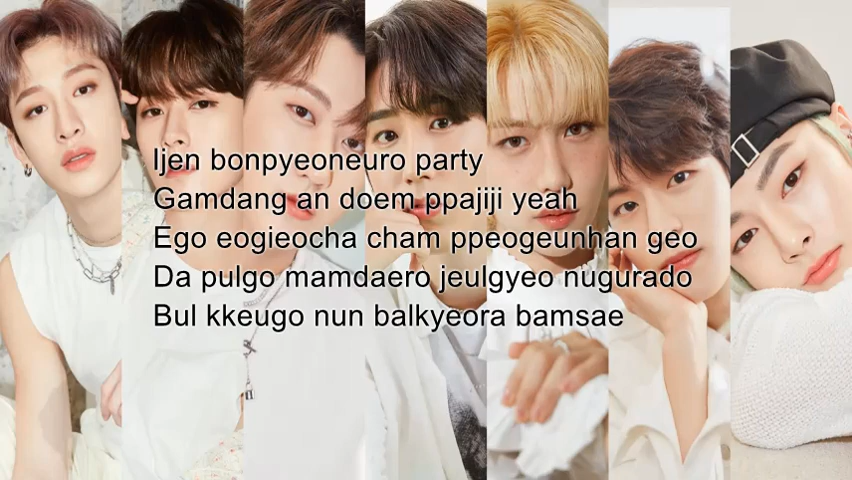 Ijen bonpyeoneuro party
Gamdang an doem ppajiji yeah
Ego eogieocha cham ppeogeunhan geo
Da pulgo mamdaero jeulgyeo nugurado
Bul kkeugo nun balkyeora bamsae